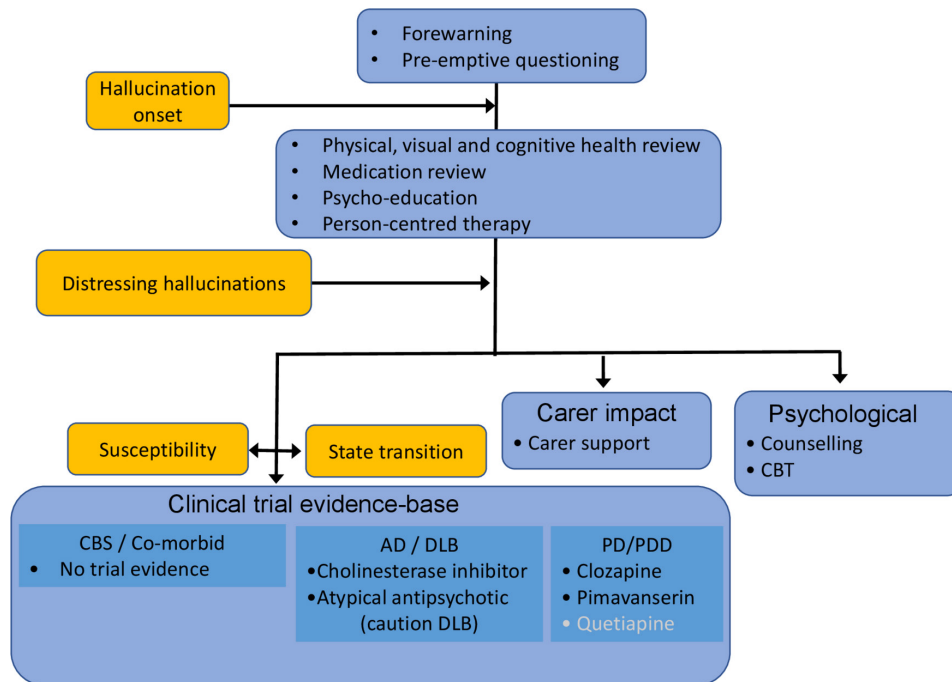 • Forewarning
• Pre-emptive questioning
Hallucination
onset
• Physical, visual and cognitive health review
• Medication review
• Psycho-education
• Person-centred therapy
Distressing hallucinations
Carer impact
• Carer support
Psychological
• Counselling
• CBT
Susceptibility
State transition
Clinical trial evidence-base
CBS / Co-morbid
• No trial evidence
AD / DLB
•Cholinesterase inhibitor
•Atypical antipsychotic
(caution DLB)
PD/PDD
• Clozapine
• Pimavanserin
• Quetiapine